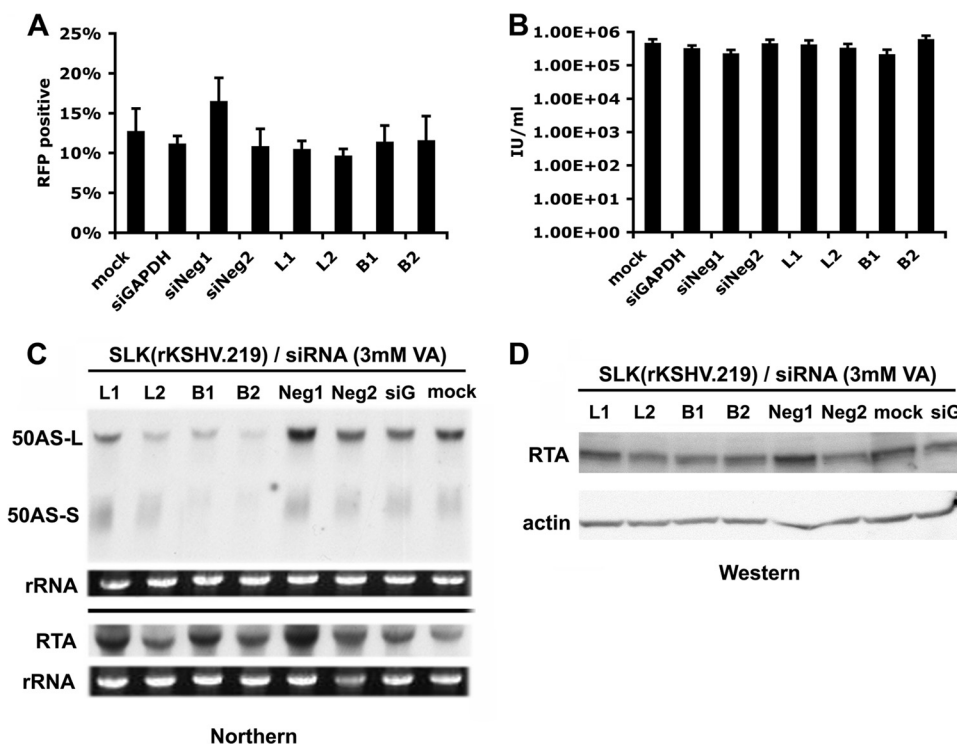 A
RFP positive
25%
20%
15%
10%
5%
0%
mock
siGAPDH
siNeg1
siNeg2
L1
L2
B1
B2
B
IU/ml
1.00E+06
1.00E+05
1.00E+04
1.00E+03
1.00E+02
1.00E+01
1.00E+00
mock
siGAPDH
siNeg1
siNeg2
L1
L2
B1
B2
C
SLK(rKSHV.219) / siRNA (3mM VA)
L1 L2 B1 B2 Neg1 Neg2 siG mock
50AS-L
50AS-S
rRNA
RTA
rRNA
Northern
D
SLK(rKSHV.219) / siRNA (3mM VA)
L1 L2 B1 B2 Neg1 Neg2 mock siG
RTA
actin
Western